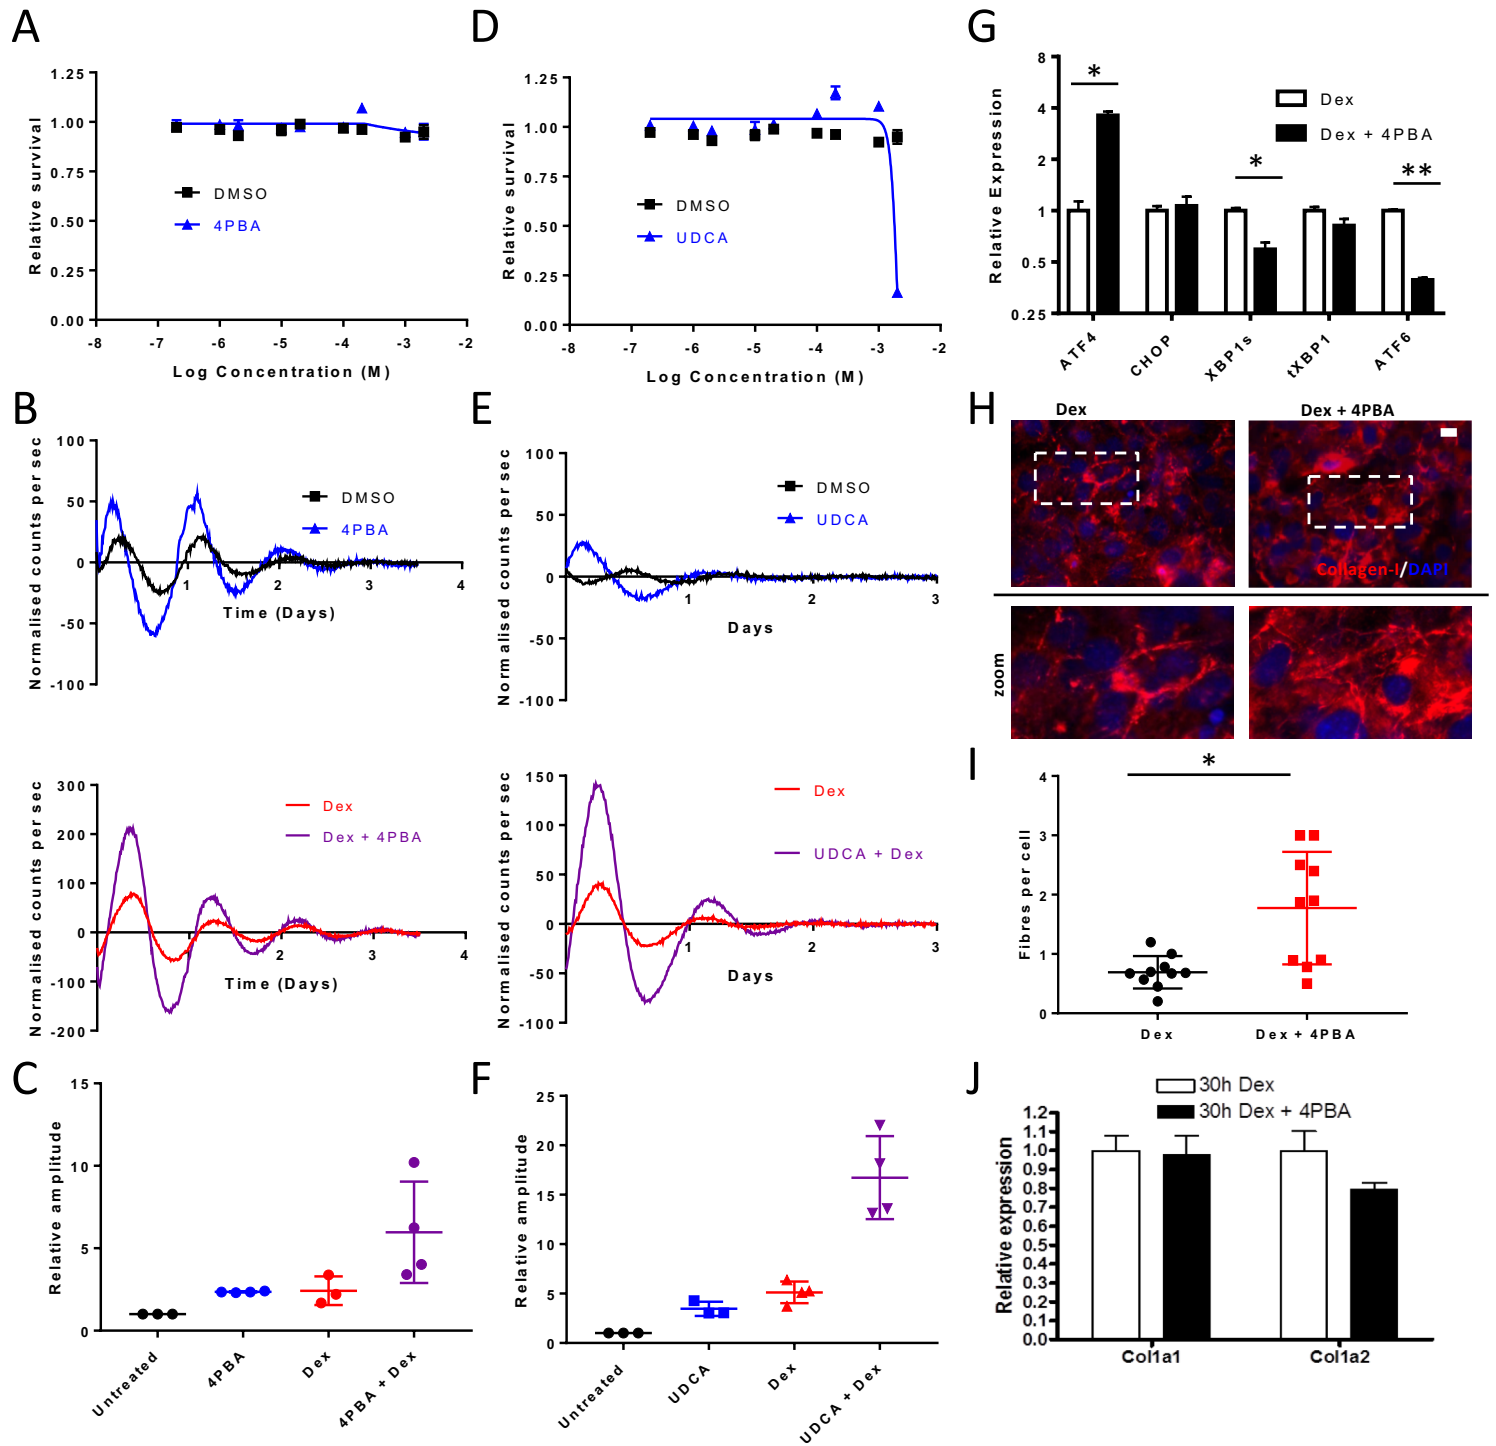 A
1.25
1.00
0.75
0.50
0.25
0.00
-8 -7 -6 -5 -4 -3 -2
Relative survival
Log Concentration (M)
DMSO
4PBA
D
1.25
1.00
0.75
0.50
0.25
0.00
-8 -7 -6 -5 -4 -3 -2
Relative survival
Log Concentration (M)
DMSO
UDCA
G
8
4
2
1
0.5
0.25
Relative Expression
Dex
Dex + 4PBA
*
*
**
ATF4 CHOP XBP1s tXBP1 ATF6
B
100
50
0
-50
-100
1 2 3 4
Normalised counts per sec
Time (Days)
DMSO
4PBA
300
200
100
0
-100
-200
1 2 3 4
Normalised counts per sec
Time (Days)
Dex
Dex + 4PBA
E
100
50
0
-50
-100
1 2 3
Normalised counts per sec
Days
DMSO
UDCA
150
100
50
0
-50
-100
1 2 3
Normalised counts per sec
Days
Dex
UDCA + Dex
H
Dex
Dex + 4PBA
Collagen-I/DAPI
zoom
I
4
3
2
1
0
Fibres per cell
*
Dex Dex + 4PBA
C
15
10
5
0
Relative amplitude
Untreated 4PBA Dex 4PBA + Dex
F
25
20
15
10
5
0
Relative amplitude
Untreated UDCA Dex UDCA + Dex
J
30h Dex
30h Dex + 4PBA
1.2
1.1
1.0
0.9
0.8
0.7
0.6
0.5
0.4
0.3
0.2
0.1
0.0
Relative expression
Col1a1 Col1a2